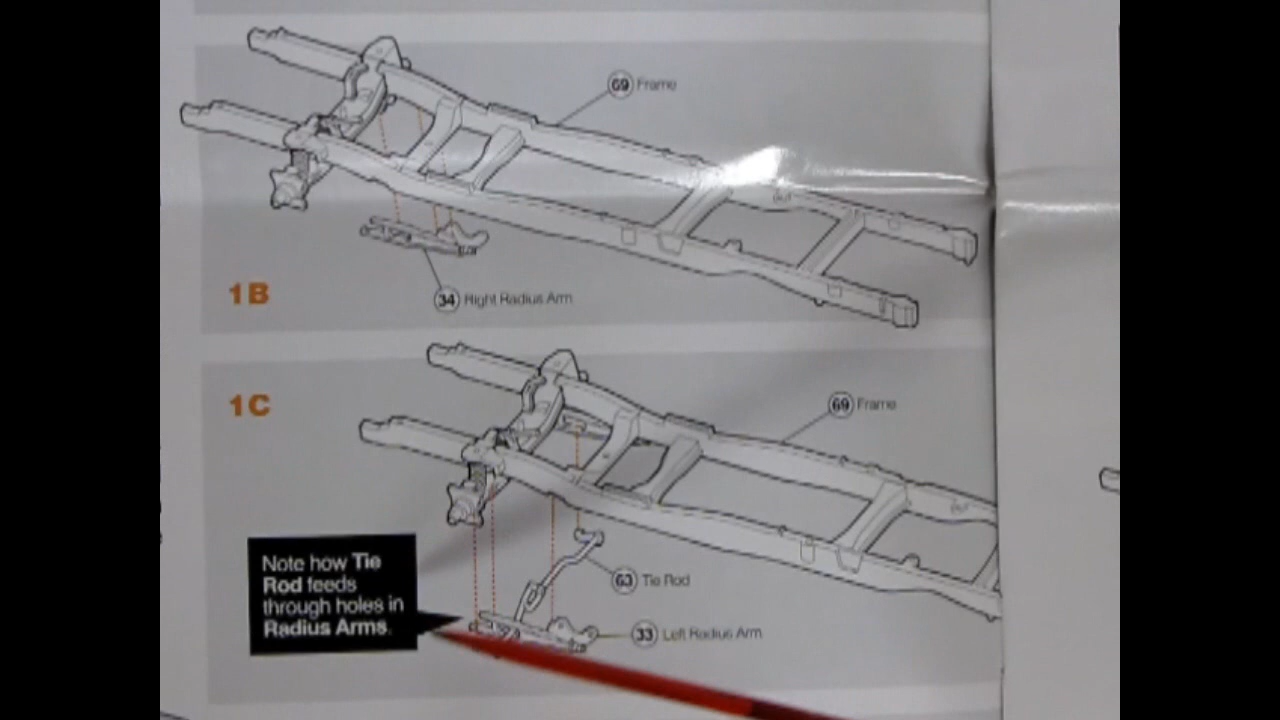 69 Frame
1B
34 Right Radius Arm
1C
69 Frame
Note how Tie
Rod feeds
through holes in
Radius Arms.
63 Tie Rod
33 Left Radius Arm